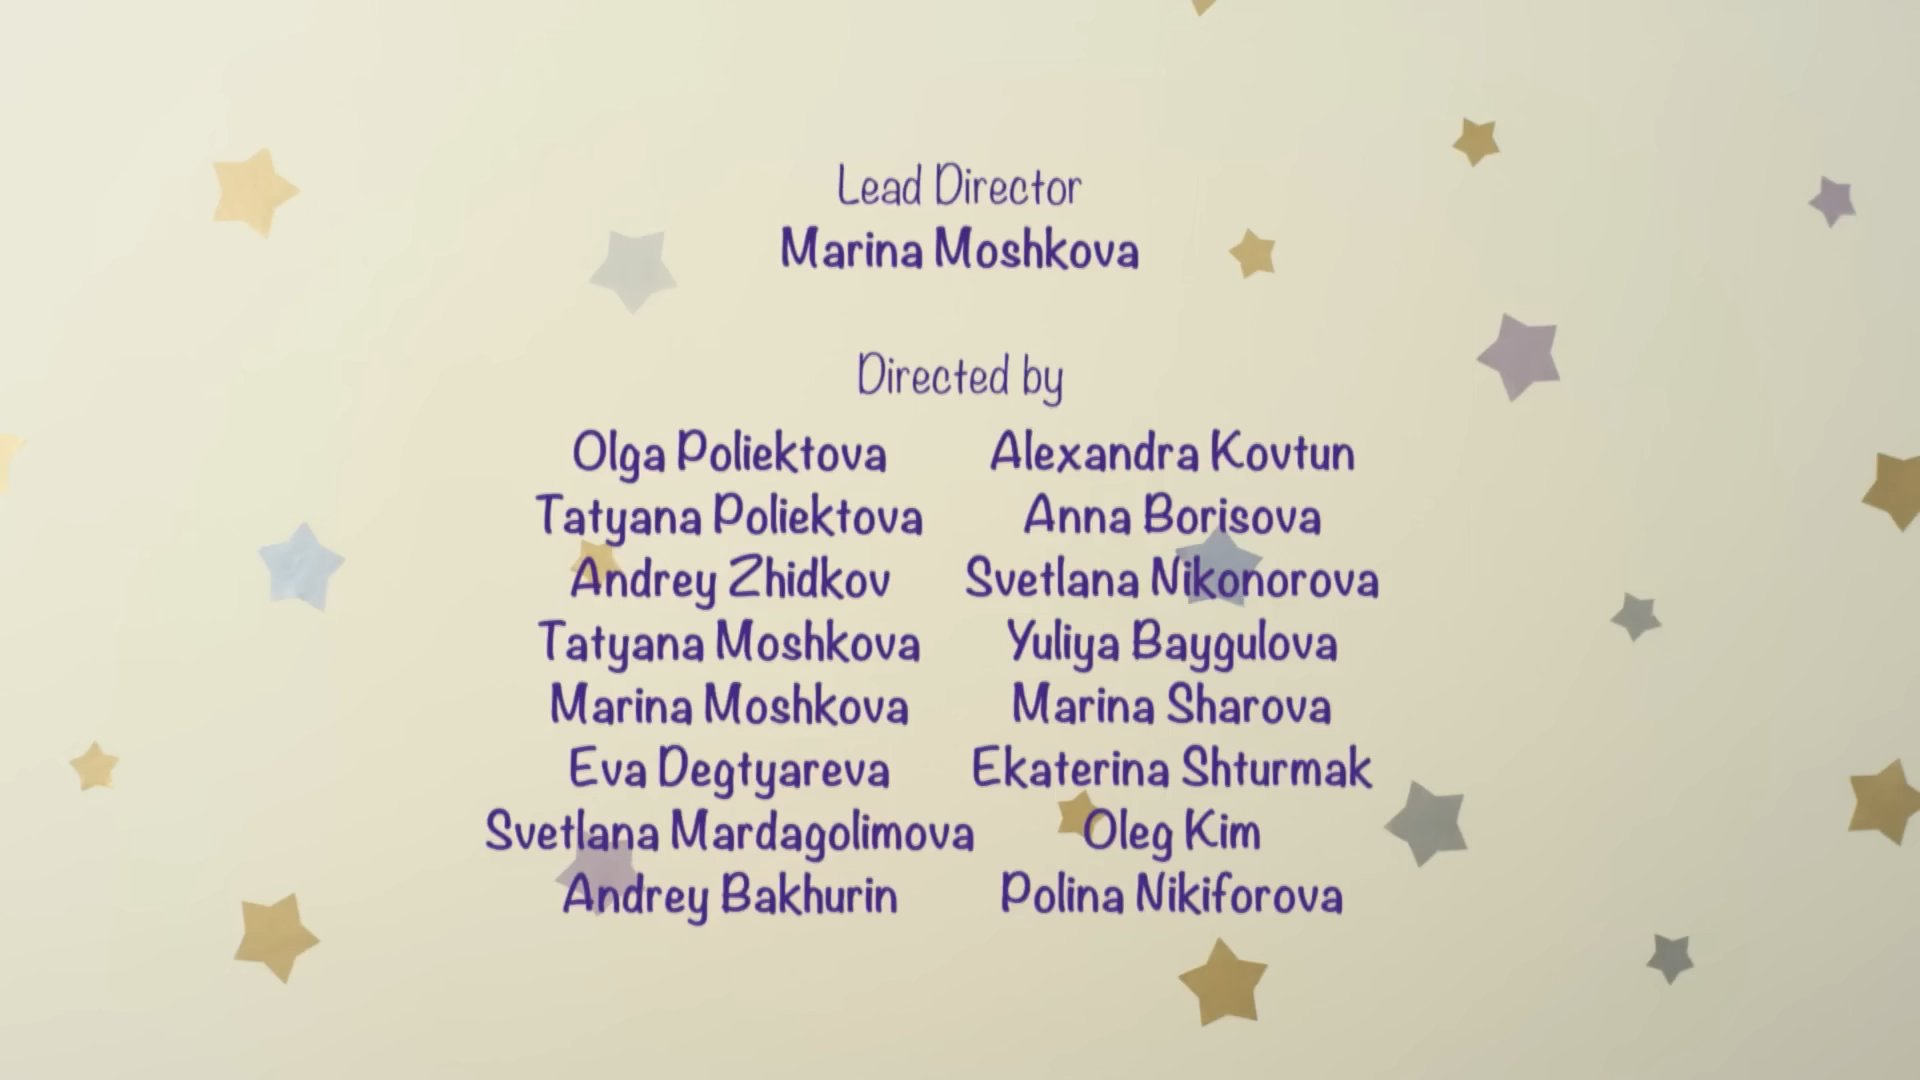 Lead Director
Marina Moshkova
Directed by
Olga Poliektova
Tatyana Poliektova
Andrey Zhidkov
Tatyana Moshkova
Marina Moshkova
Eva Degtyareva
Svetlana Mardagolimova
Andrey Bakhurin
Alexandra Kovtun
Anna Borisova
Svetlana Nikonorova
Yuliya Baygulova
Marina Sharova
Ekaterina Shturmak
Oleg Kim
Polina Nikiforova